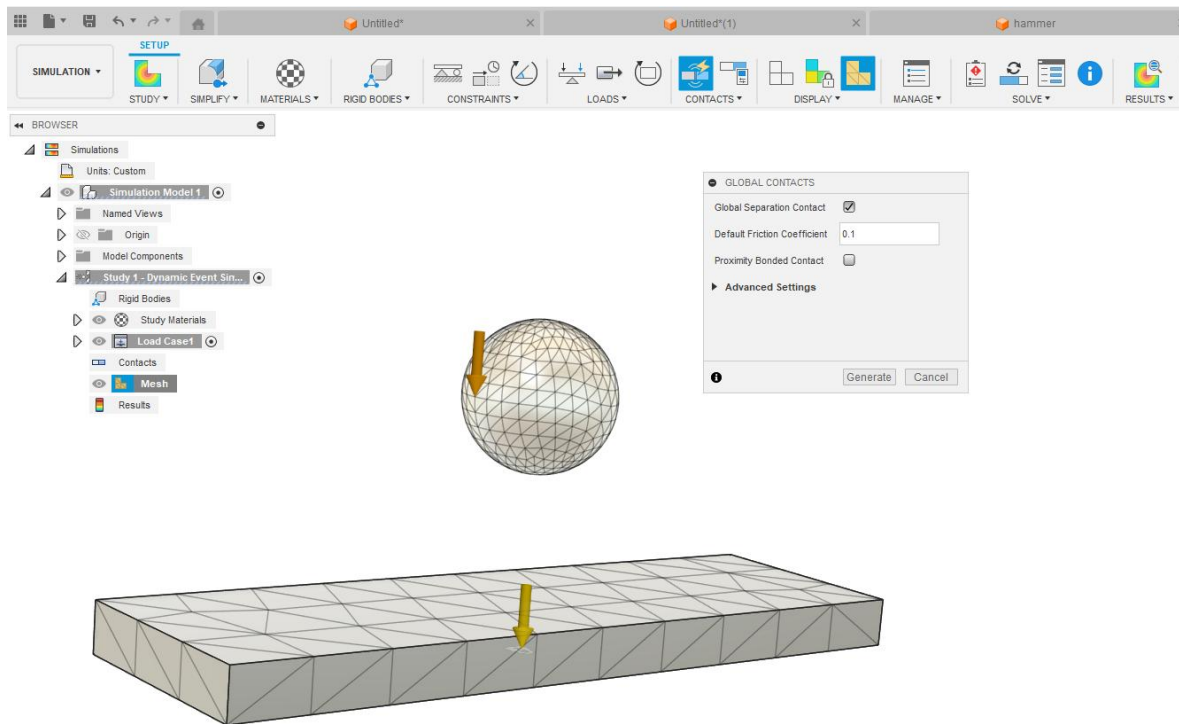 Untitled*
Untitled*(1)
hammer
SETUP
SIMULATION
STUDY
SIMPLIFY
MATERIALS
RIGID BODIES
CONSTRAINTS
LOADS
CONTACTS
DISPLAY
MANAGE
SOLVE
RESULTS
BROWSER
Simulations
Units: Custom
Simulation Model 1
Named Views
Origin
Model Components
Study 1 - Dynamic Event Sin...
Rigid Bodies
Study Materials
Load Case1
Contacts
Mesh
Results
GLOBAL CONTACTS
Global Separation Contact
Default Friction Coefficient 0.1
Proximity Bonded Contact
Advanced Settings
Generate Cancel